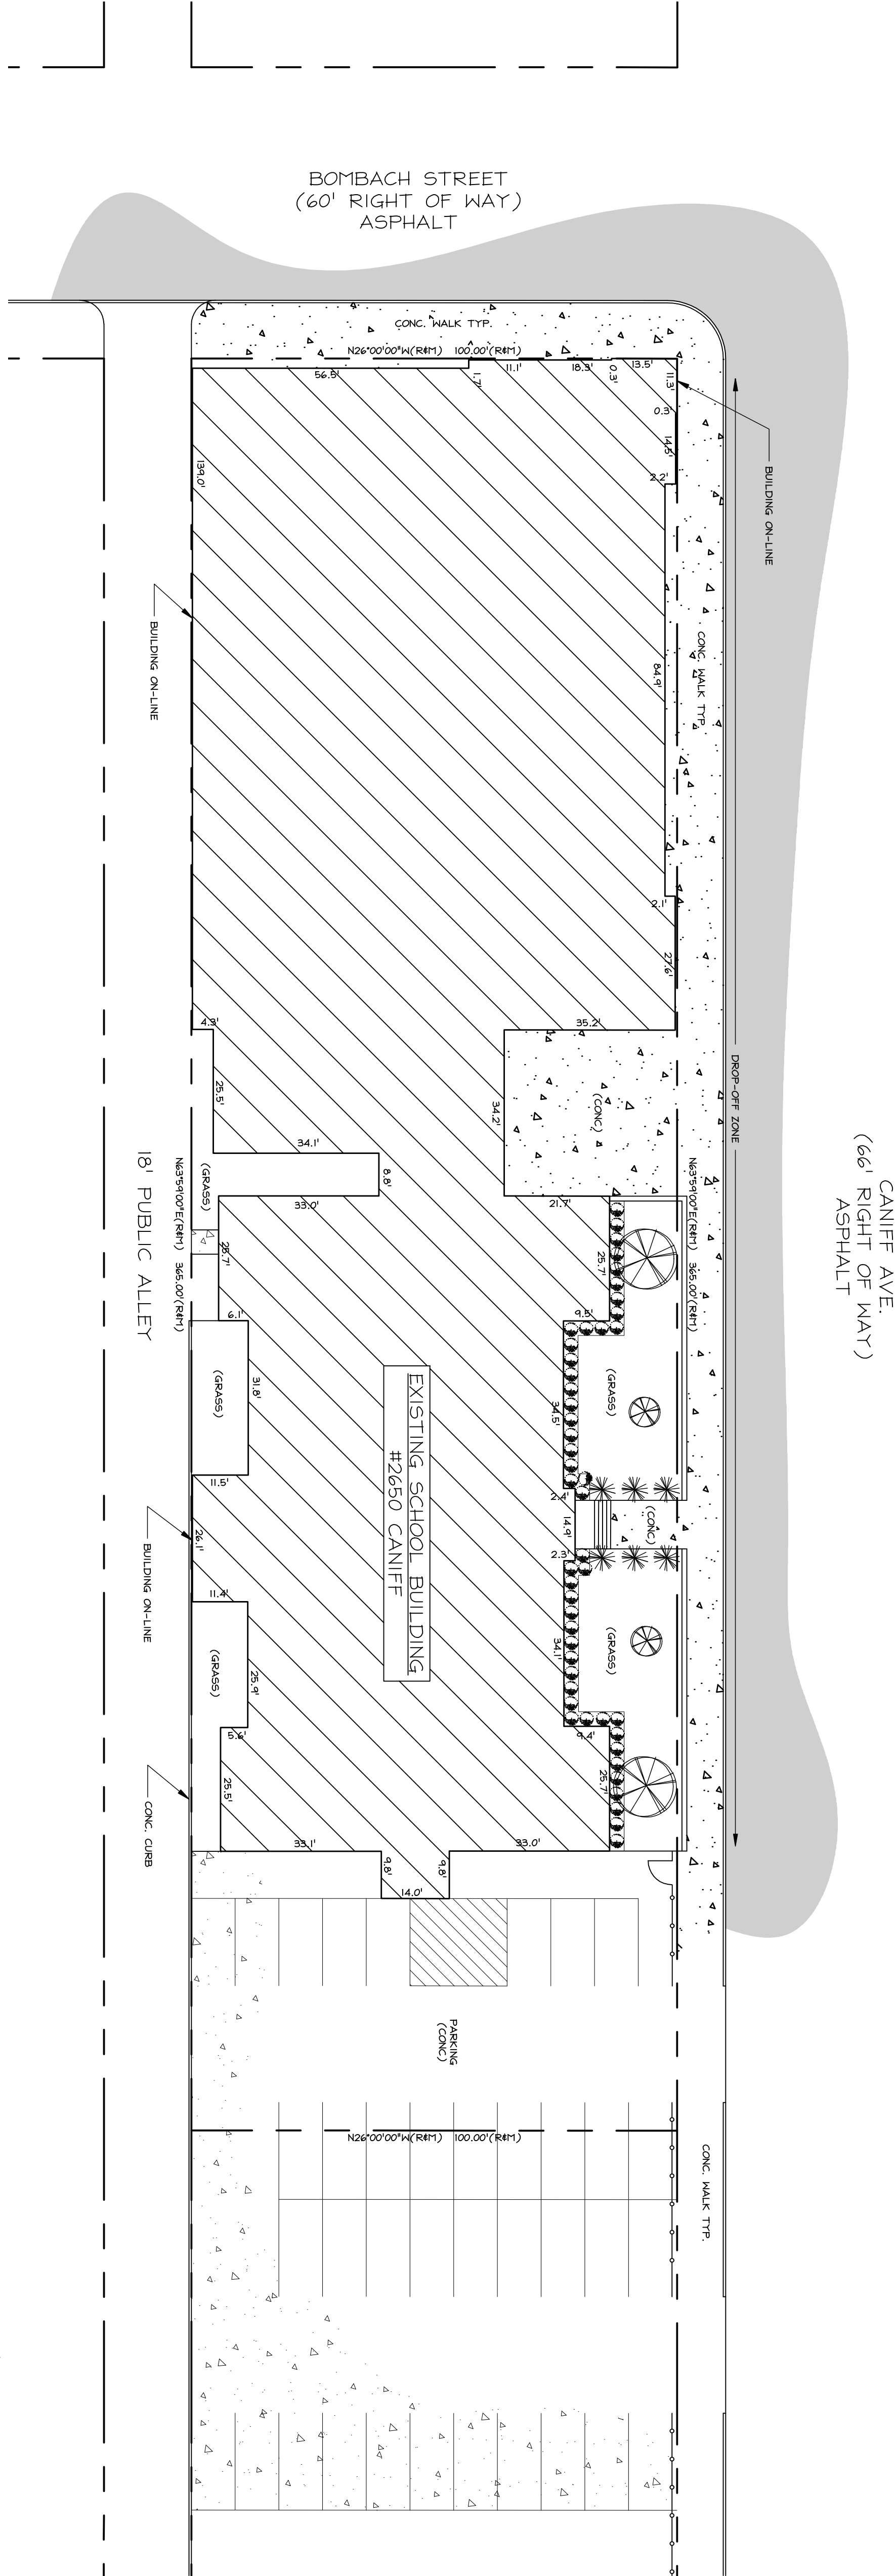 BOMBACH STREET
(60' RIGHT OF WAY)
ASPHALT
CONC. WALK TYP.
N26°00'00"W(R&M) 100.00'(R&M)
56.5'
1.7'
11.1'
18.3'
0.3'
13.5'
11.3'
0.3'
14.5'
2.2'
139.0'
BUILDING ON-LINE
BUILDING ON-LINE
CONC. WALK TYP.
84.9'
2.1'
27.6'
35.2'
4.3'
25.5'
34.1'
8.8'
34.2'
(CONC)
DROP-OFF ZONE
CANIFF AVE.
(66' RIGHT OF WAY)
ASPHALT
18' PUBLIC ALLEY
N63°59'00"E(R&M) 365.00'(R&M)
(GRASS)
33.0'
25.7'
6.1'
21.7'
25.7'
9.5'
N63°59'00"E(R&M) 365.00'(R&M)
(GRASS)
31.8'
11.5'
EXISTING SCHOOL BUILDING
#2650 CANIFF
34.5'
(GRASS)
2.4'
14.9'
(CONC)
2.3'
BUILDING ON-LINE
26.1'
11.4'
(GRASS)
25.9'
5.6'
25.5'
34.1'
(GRASS)
9.4'
25.7'
CONC. CURB
33.1'
9.8'
14.0'
9.8'
33.0'
PARKING
(CONC)
N26°00'00"W(R&M) 100.00'(R&M)
CONC. WALK TYP.